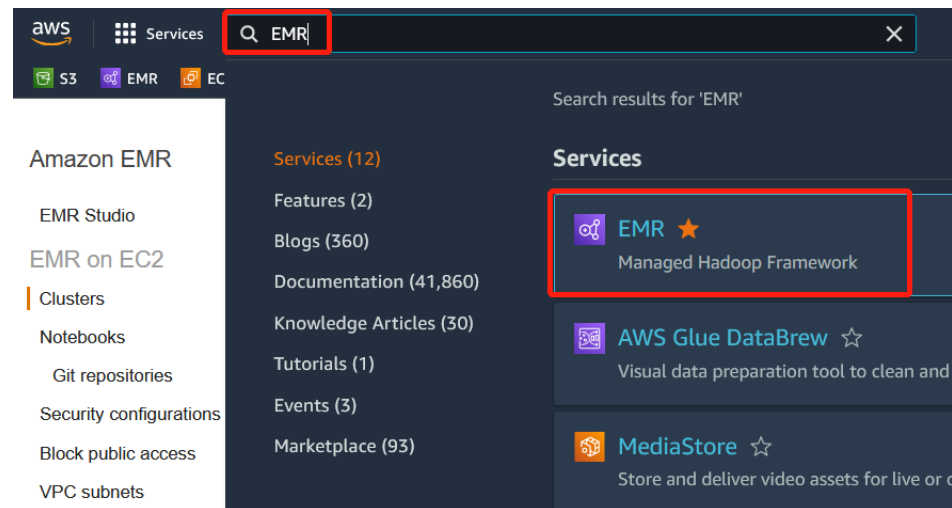 aws
Services
EMR
S3
EMR
EC
Search results for 'EMR'
Amazon EMR
EMR Studio
EMR on EC2
Clusters
Notebooks
Git repositories
Security configurations
Block public access
VPC subnets
Services (12)
Features (2)
Blogs (360)
Documentation (41,860)
Knowledge Articles (30)
Tutorials (1)
Events (3)
Marketplace (93)
Services
EMR
Managed Hadoop Framework
AWS Glue DataBrew
Visual data preparation tool to clean and
MediaStore
Store and deliver video assets for live or